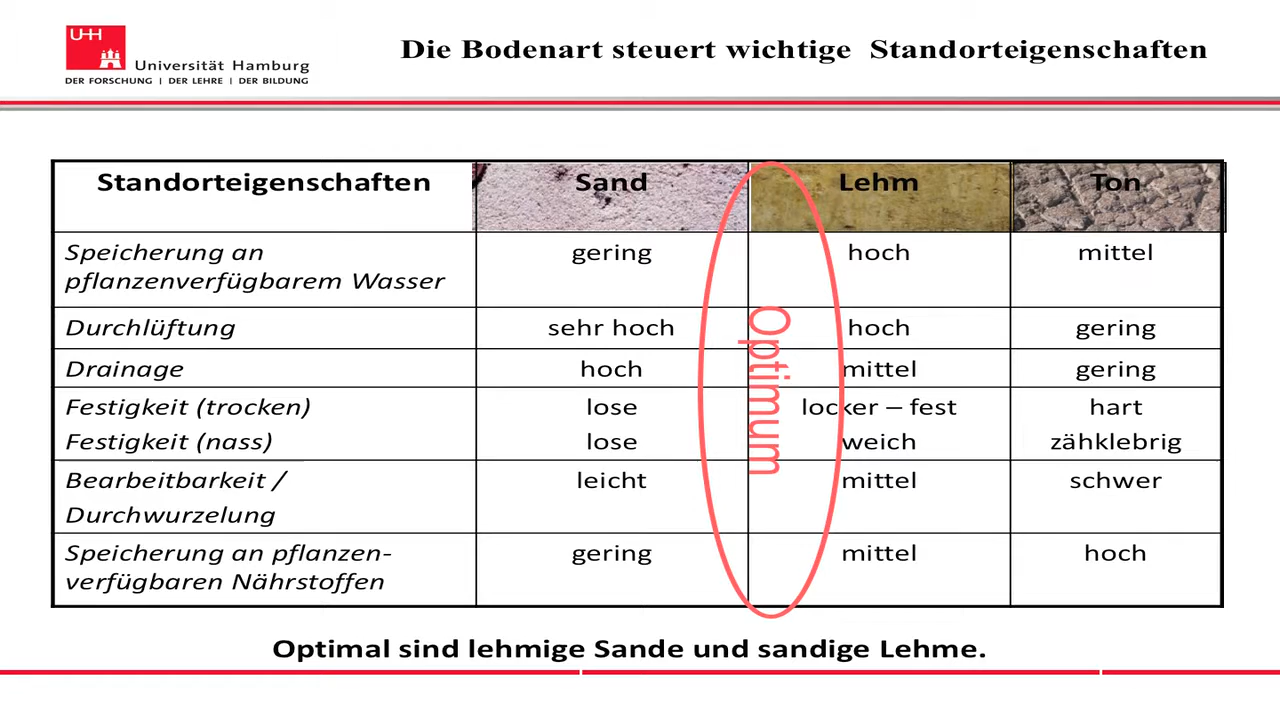 UHH
Universität Hamburg
DER FORSCHUNG | DER LEHRE | DER BILDUNG
Die Bodenart steuert wichtige Standorteigenschaften
Standorteigenschaften Sand Lehm Ton
Speicherung an pflanzenverfügbarem Wasser gering hoch mittel
Durchlüftung sehr hoch hoch gering
Drainage hoch mittel gering
Festigkeit (trocken) lose locker – fest hart
Festigkeit (nass) lose weich zähklebrig
Bearbeitbarkeit / Durchwurzelung leicht mittel schwer
Speicherung an pflanzen-verfügbaren Nährstoffen gering mittel hoch
Optimum
Optimal sind lehmige Sande und sandige Lehme.